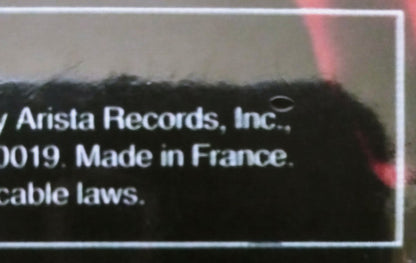 y Arista Records, Inc.,
0019. Made in France.
cable laws.